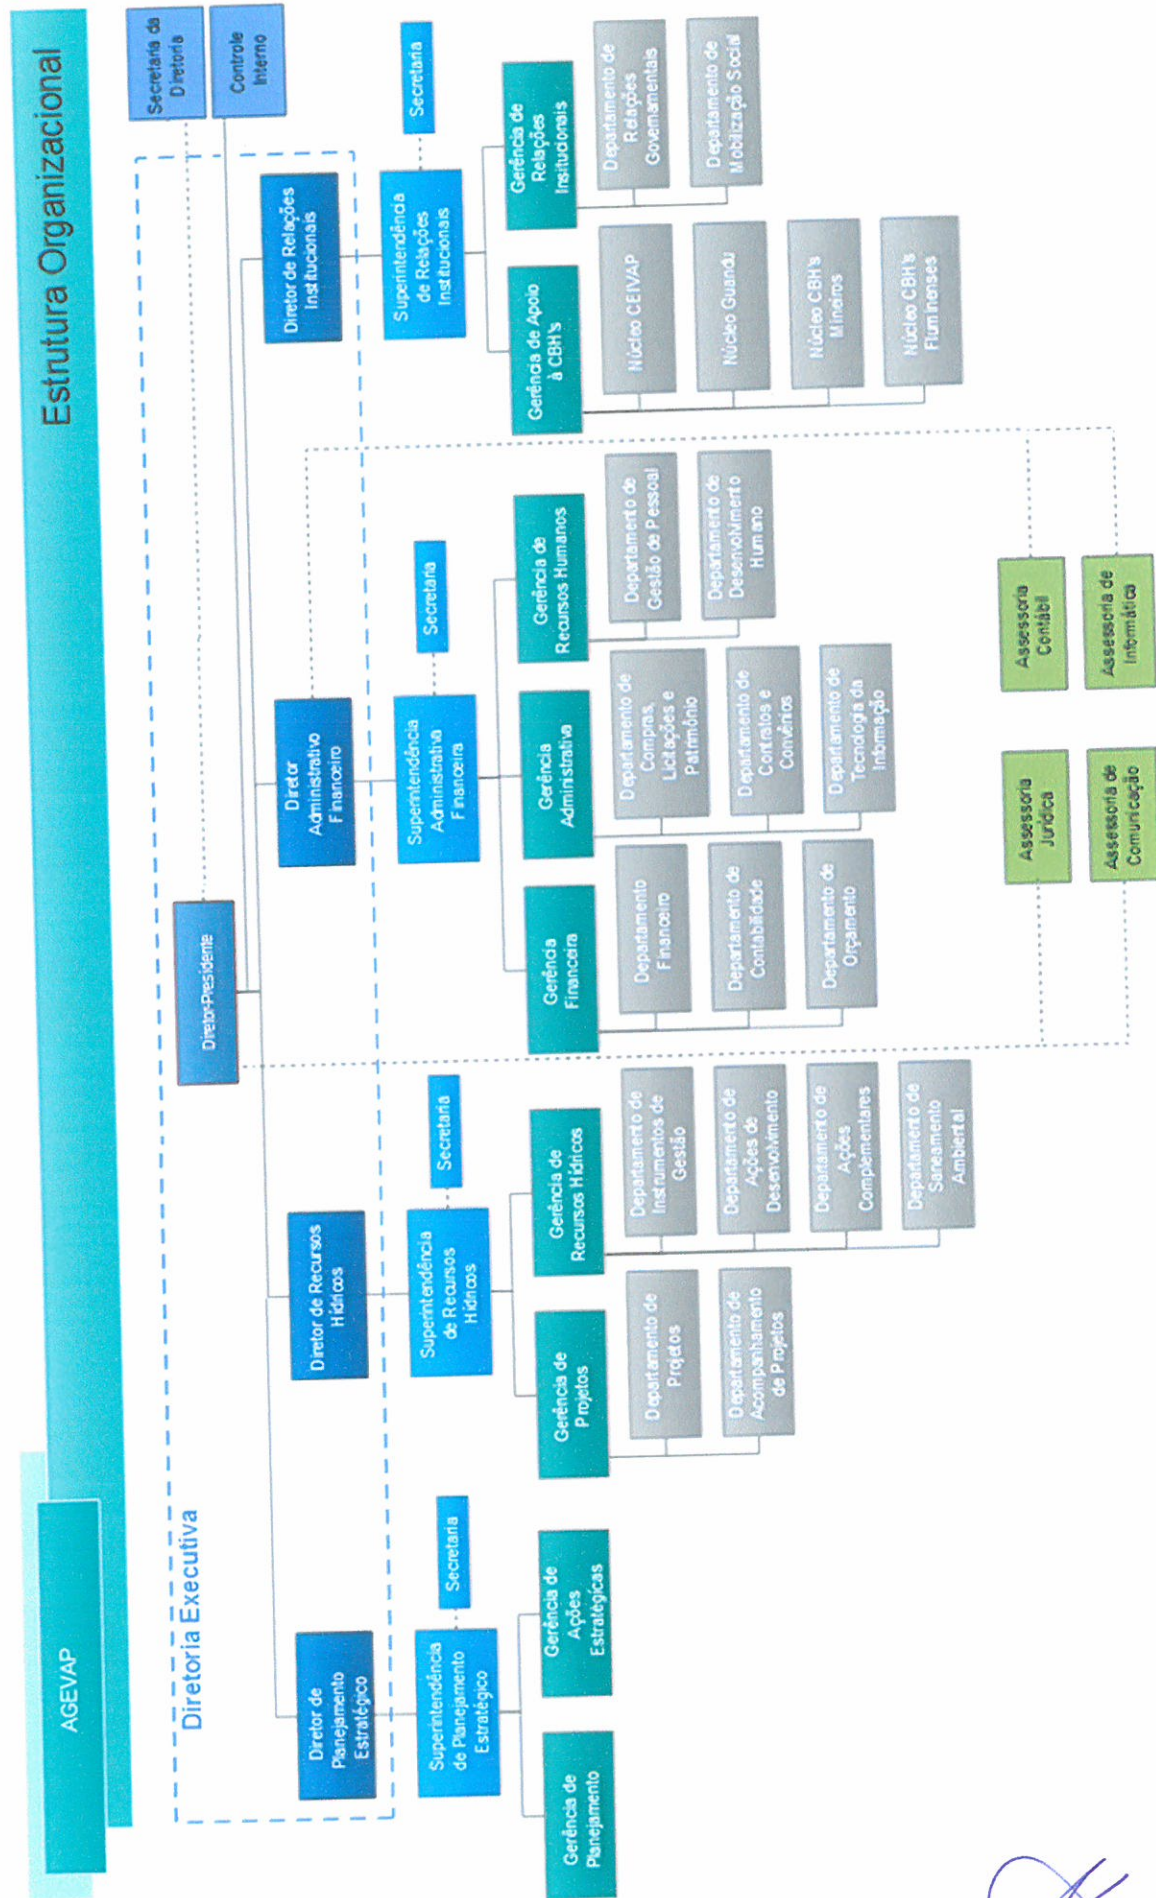 AGEVAP
Estrutura Organizacional
Diretoria Executiva
Secretaria da
Diretoria
Controle
Interno
Diretor-Presidente
Diretor de
Planejamento
Estratégico
Diretor de Recursos
Hídricos
Diretor
Administrativo
Financeiro
Diretor de Relações
Institucionais
Superintendência
de Planejamento
Estratégico
Secretaria
Superintendência
de Recursos
Hídricos
Secretaria
Superintendência
Administrativa
Financeira
Secretaria
Superintendência
de Relações
Institucionais
Secretaria
Gerência de
Planejamento
Gerência de
Ações
Estratégicas
Gerência de
Projetos
Gerência de
Recursos Hídricos
Gerência
Financeira
Gerência
Administrativa
Gerência de
Recursos Humanos
Gerência de Apoio
à CBH's
Gerência de
Relações
Insitucionais
Departamento de
Projetos
Departamento de
Acompanhamento
de Projetos
Departamento de
Instrumentos de
Gestão
Departamento de
Ações de
Desenvolvimento
Departamento de
Ações
Complementares
Departamento de
Saneamento
Ambiental
Departamento
Financeiro
Departamento de
Contabilidade
Departamento de
Orçamento
Departamento de
Compras,
Licitações e
Patrimônio
Departamento de
Contratos e
Convênios
Departamento de
Tecnologia da
Informação
Departamento de
Gestão de Pessoal
Departamento de
Desenvolvimento
Humano
Núcleo CEIVAP
Núcleo Guandu
Núcleo CBH's
Mineiros
Núcleo CBH's
Fluminenses
Departamento de
Relações
Governamentais
Departamento de
Mobilização Social
Assessoria
Jurídica
Assessoria de
Comunicação
Assessoria
Contábil
Assessoria de
Informática